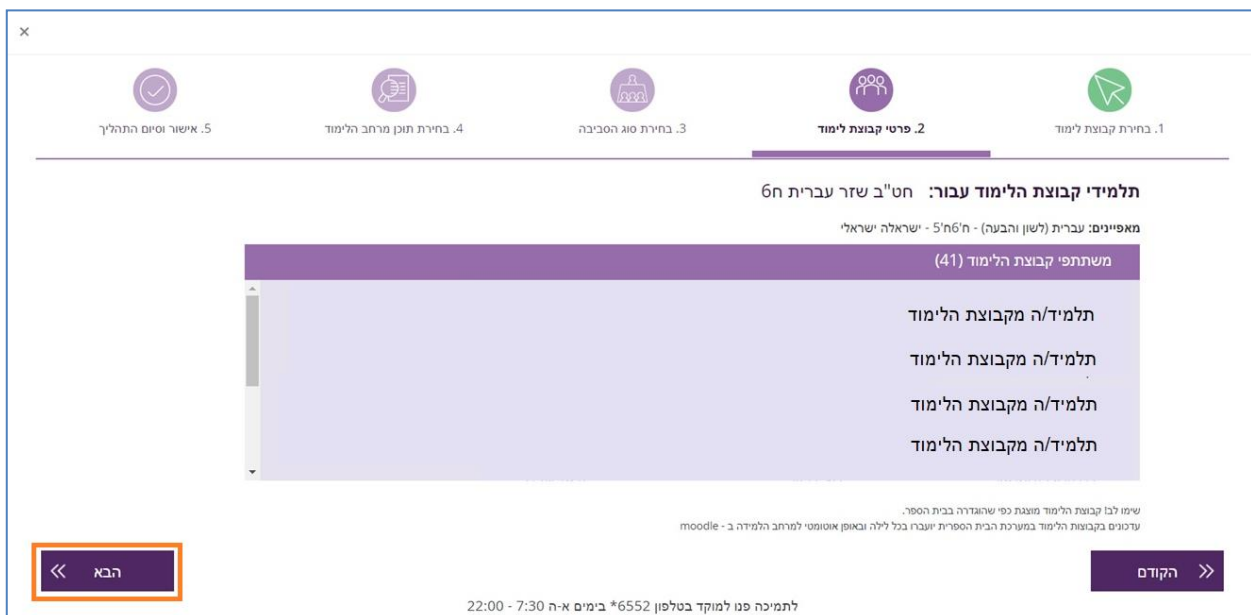 ×
1. בחירת קבוצת לימוד
2. פרטי קבוצת לימוד
3. בחירת סוג הסביבה
4. בחירת תוכן מרחב הלימוד
5. אישור וסיום התהליך
תלמידי קבוצת הלימוד עבור: חט"ב שזר עברית ח6
מאפיינים: עברית (לשון והבעה) - ח'6ח'5 - ישראלה ישראלי
משתתפי קבוצת הלימוד (41)
תלמיד/ה מקבוצת הלימוד
תלמיד/ה מקבוצת הלימוד
תלמיד/ה מקבוצת הלימוד
תלמיד/ה מקבוצת הלימוד
שימו לב! קבוצת הלימוד מוצגת כפי שהוגדרה בבית הספר.
עדכונים בקבוצות הלימוד במערכת הבית הספרית יועברו בכל לילה ובאופן אוטומטי למרחב הלמידה ב - moodle
הקודם
הבא
לתמיכה פנו למוקד בטלפון 6552* בימים א-ה 7:30 - 22:00